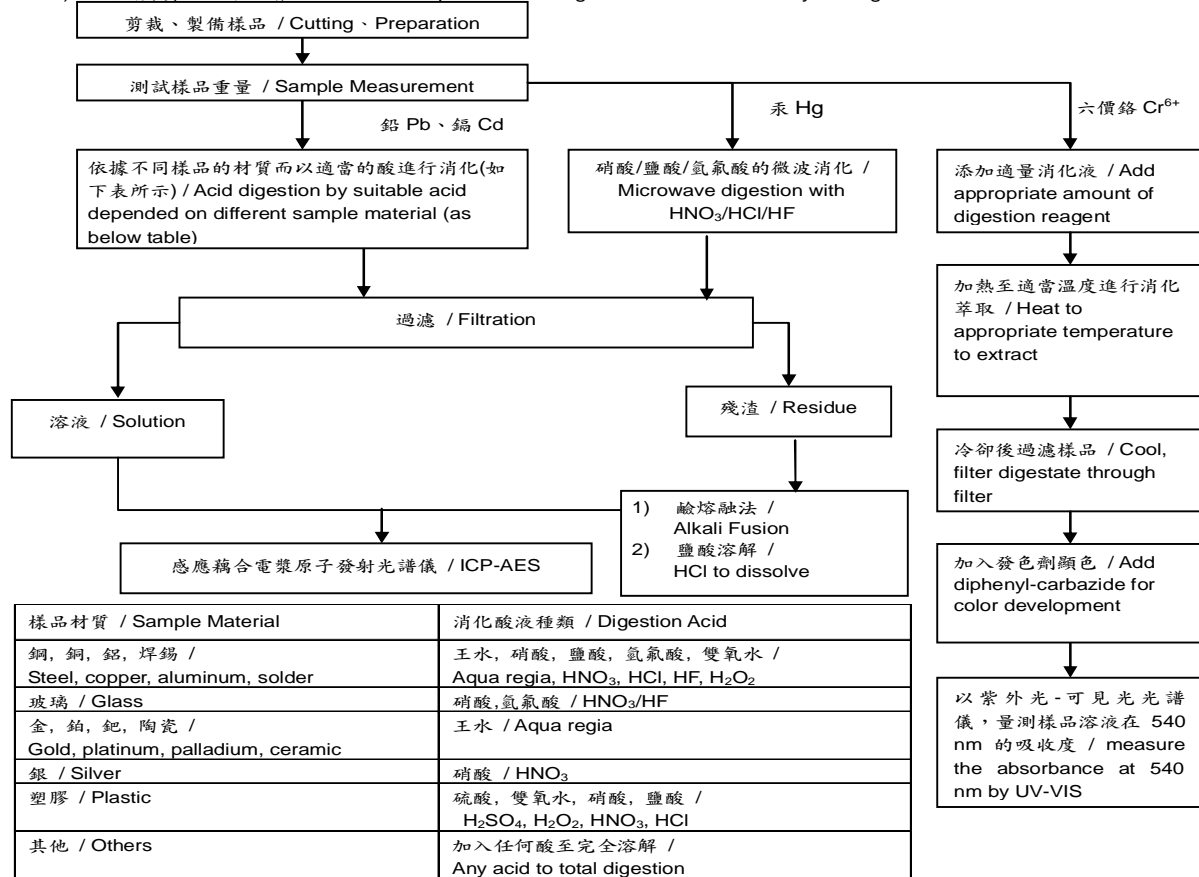 剪裁、製備樣品 / Cutting、Preparation
測試樣品重量 / Sample Measurement
鉛 Pb、鎘 Cd
汞 Hg
六價鉻 Cr⁶⁺
依據不同樣品的材質而以適當的酸進行消化(如
下表所示) / Acid digestion by suitable acid
depended on different sample material (as
below table)
硝酸/鹽酸/氫氟酸的微波消化 /
Microwave digestion with
HNO₃/HCl/HF
添加適量消化液 / Add
appropriate amount of
digestion reagent
過濾 / Filtration
加熱至適當溫度進行消化
萃取 / Heat to
appropriate temperature
to extract
溶液 / Solution
殘渣 / Residue
冷卻後過濾樣品 / Cool,
filter digestate through
filter
1) 鹼熔融法 /
Alkali Fusion
2) 鹽酸溶解 /
HCl to dissolve
感應藕合電漿原子發射光譜儀 / ICP-AES
加入發色劑顯色 / Add
diphenyl-carbazide for
color development
以紫外光-可見光光譜
儀，量測樣品溶液在 540
nm 的吸收度 / measure
the absorbance at 540
nm by UV-VIS
樣品材質 / Sample Material
消化酸液種類 / Digestion Acid
鋼, 銅, 鋁, 焊錫 /
Steel, copper, aluminum, solder
王水, 硝酸, 鹽酸, 氫氟酸, 雙氧水 /
Aqua regia, HNO₃, HCl, HF, H₂O₂
玻璃 / Glass
硝酸,氫氟酸 / HNO₃/HF
金, 鉑, 鈀, 陶瓷 /
Gold, platinum, palladium, ceramic
王水 / Aqua regia
銀 / Silver
硝酸 / HNO₃
塑膠 / Plastic
硫酸, 雙氧水, 硝酸, 鹽酸 /
H₂SO₄, H₂O₂, HNO₃, HCl
其他 / Others
加入任何酸至完全溶解 /
Any acid to total digestion